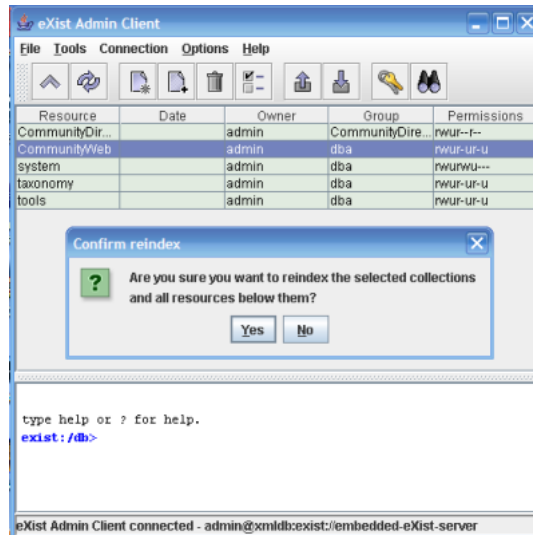 eXist Admin Client
File Tools Connection Options Help
Resource Date Owner Group Permissions
CommunityDir... admin CommunityDire... rwur--r--
CommunityWeb admin dba rwur-ur-u
system admin dba rwurwu---
taxonomy admin dba rwur-ur-u
tools admin dba rwur-ur-u
Confirm reindex
Are you sure you want to reindex the selected collections
and all resources below them?
Yes No
type help or ? for help.
exist:/db>
eXist Admin Client connected - admin@xmldb:exist://embedded-eXist-server